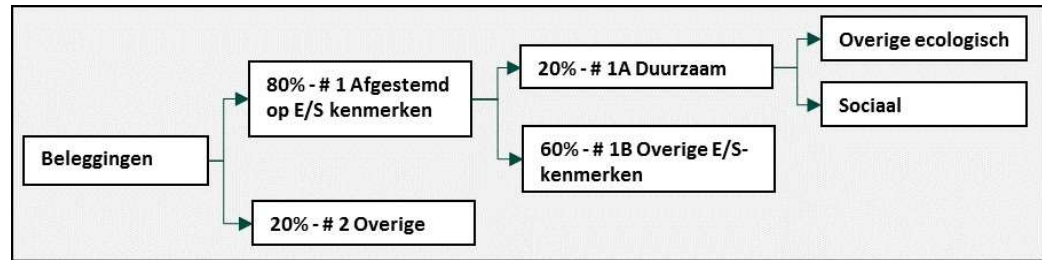 Beleggingen
80% - # 1 Afgestemd
op E/S kenmerken
20% - # 2 Overige
20% - # 1A Duurzaam
60% - # 1B Overige E/S-
kenmerken
Overige ecologisch
Sociaal